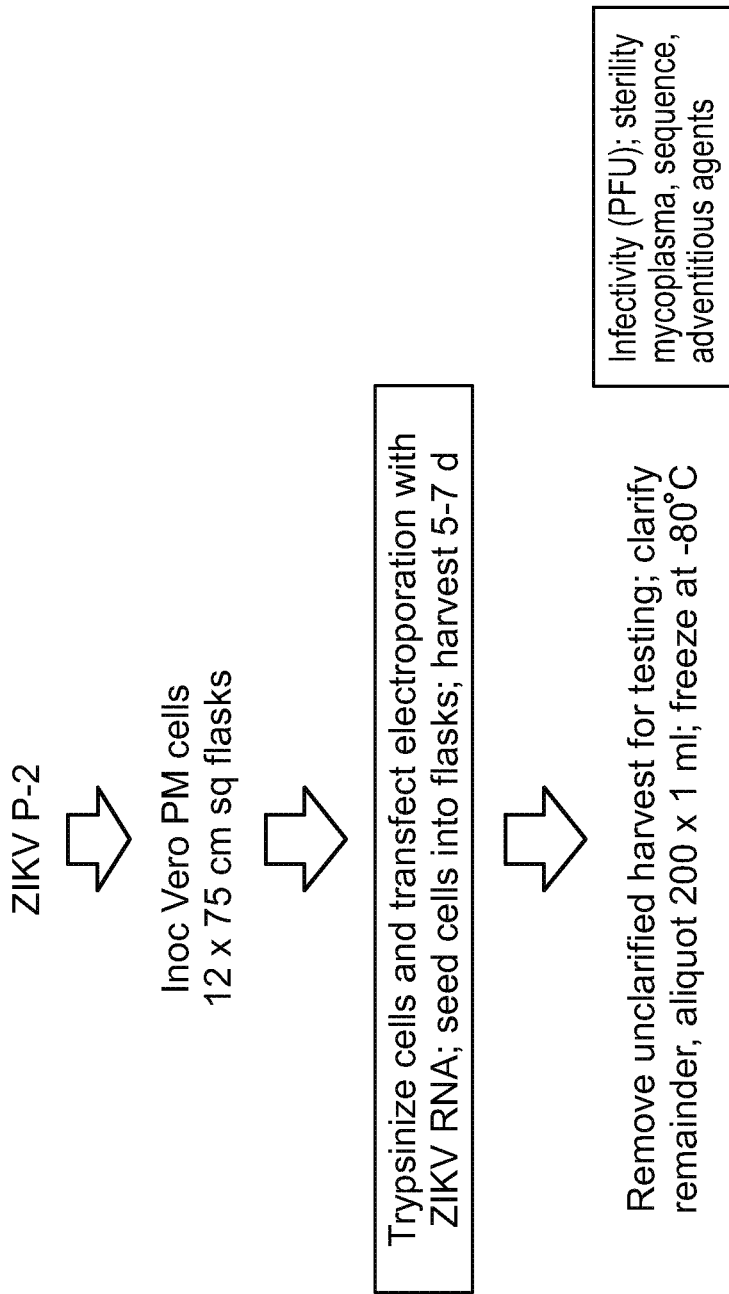 ZIKV P-2
Inoc Vero PM cells
12 x 75 cm sq flasks
Trypsinize cells and transfect electroporation with
ZIKV RNA; seed cells into flasks; harvest 5-7 d
Remove unclarified harvest for testing; clarify
remainder, aliquot 200 x 1 ml; freeze at -80°C
Infectivity (PFU); sterility
mycoplasma, sequence,
adventitious agents